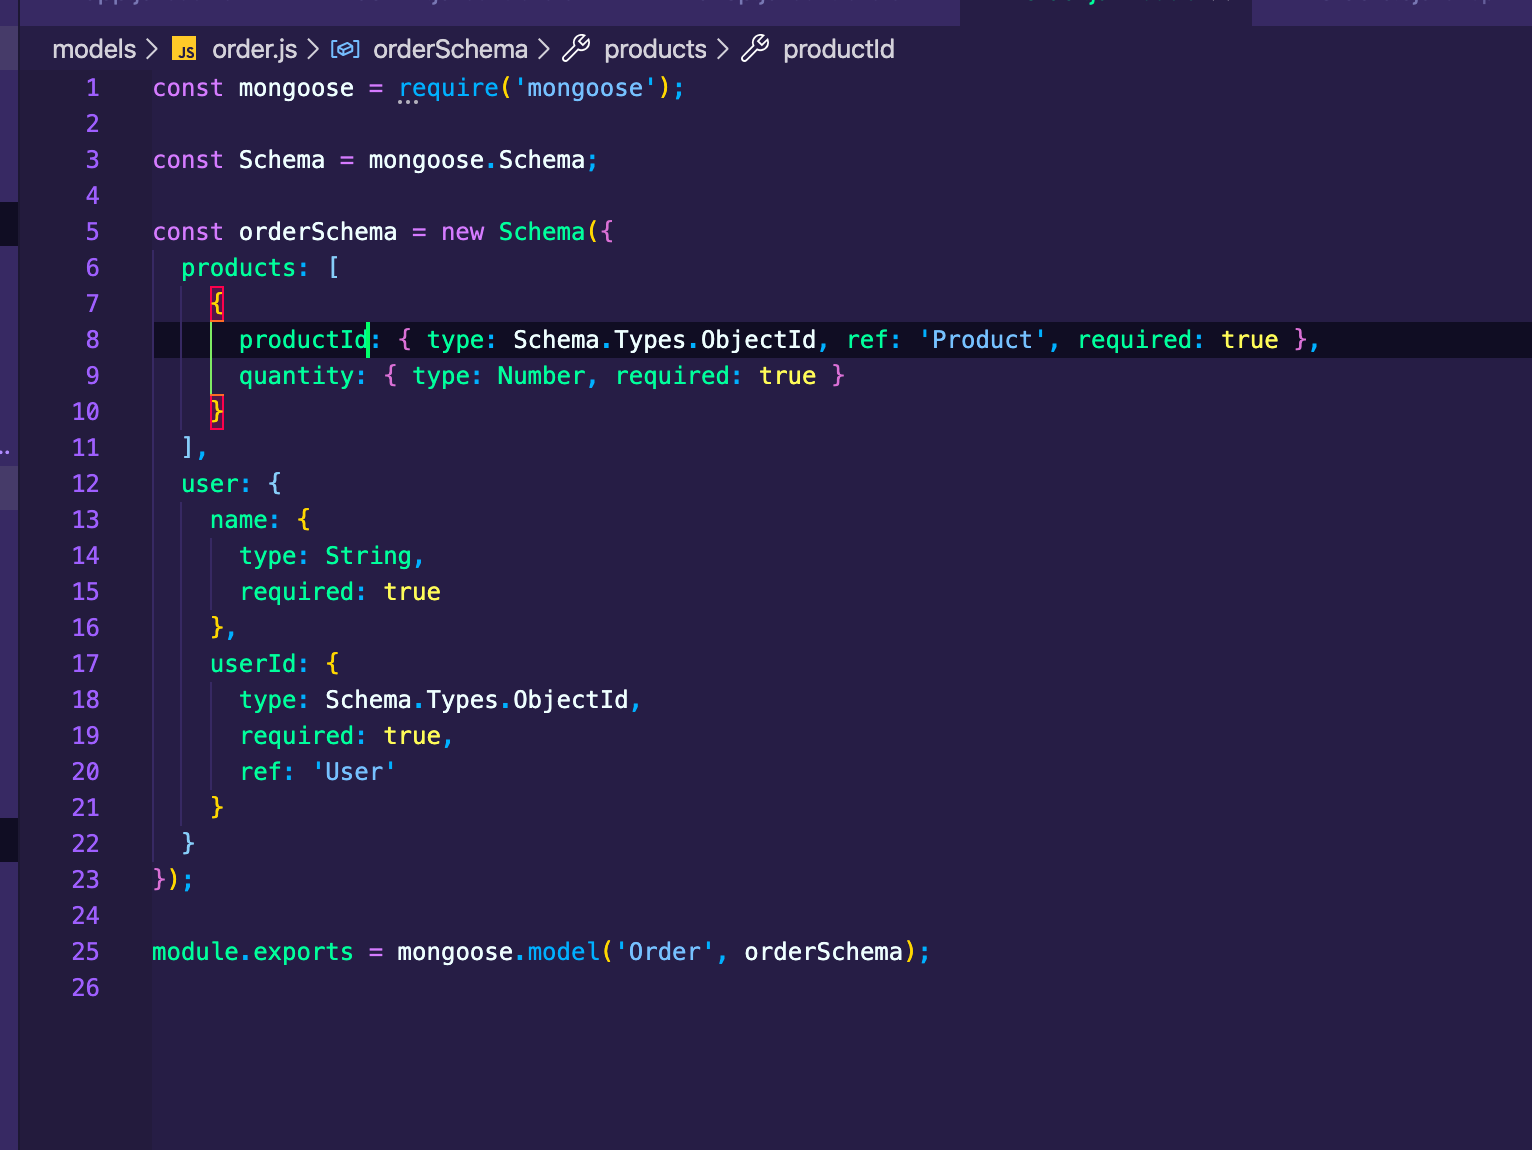 models > JS order.js > orderSchema > products > productId
1 const mongoose = require('mongoose');
2
3 const Schema = mongoose.Schema;
4
5 const orderSchema = new Schema({
6 products: [
7 {
8 productId: { type: Schema.Types.ObjectId, ref: 'Product', required: true },
9 quantity: { type: Number, required: true }
10 }
11 ],
12 user: {
13 name: {
14 type: String,
15 required: true
16 },
17 userId: {
18 type: Schema.Types.ObjectId,
19 required: true,
20 ref: 'User'
21 }
22 }
23 });
24
25 module.exports = mongoose.model('Order', orderSchema);
26